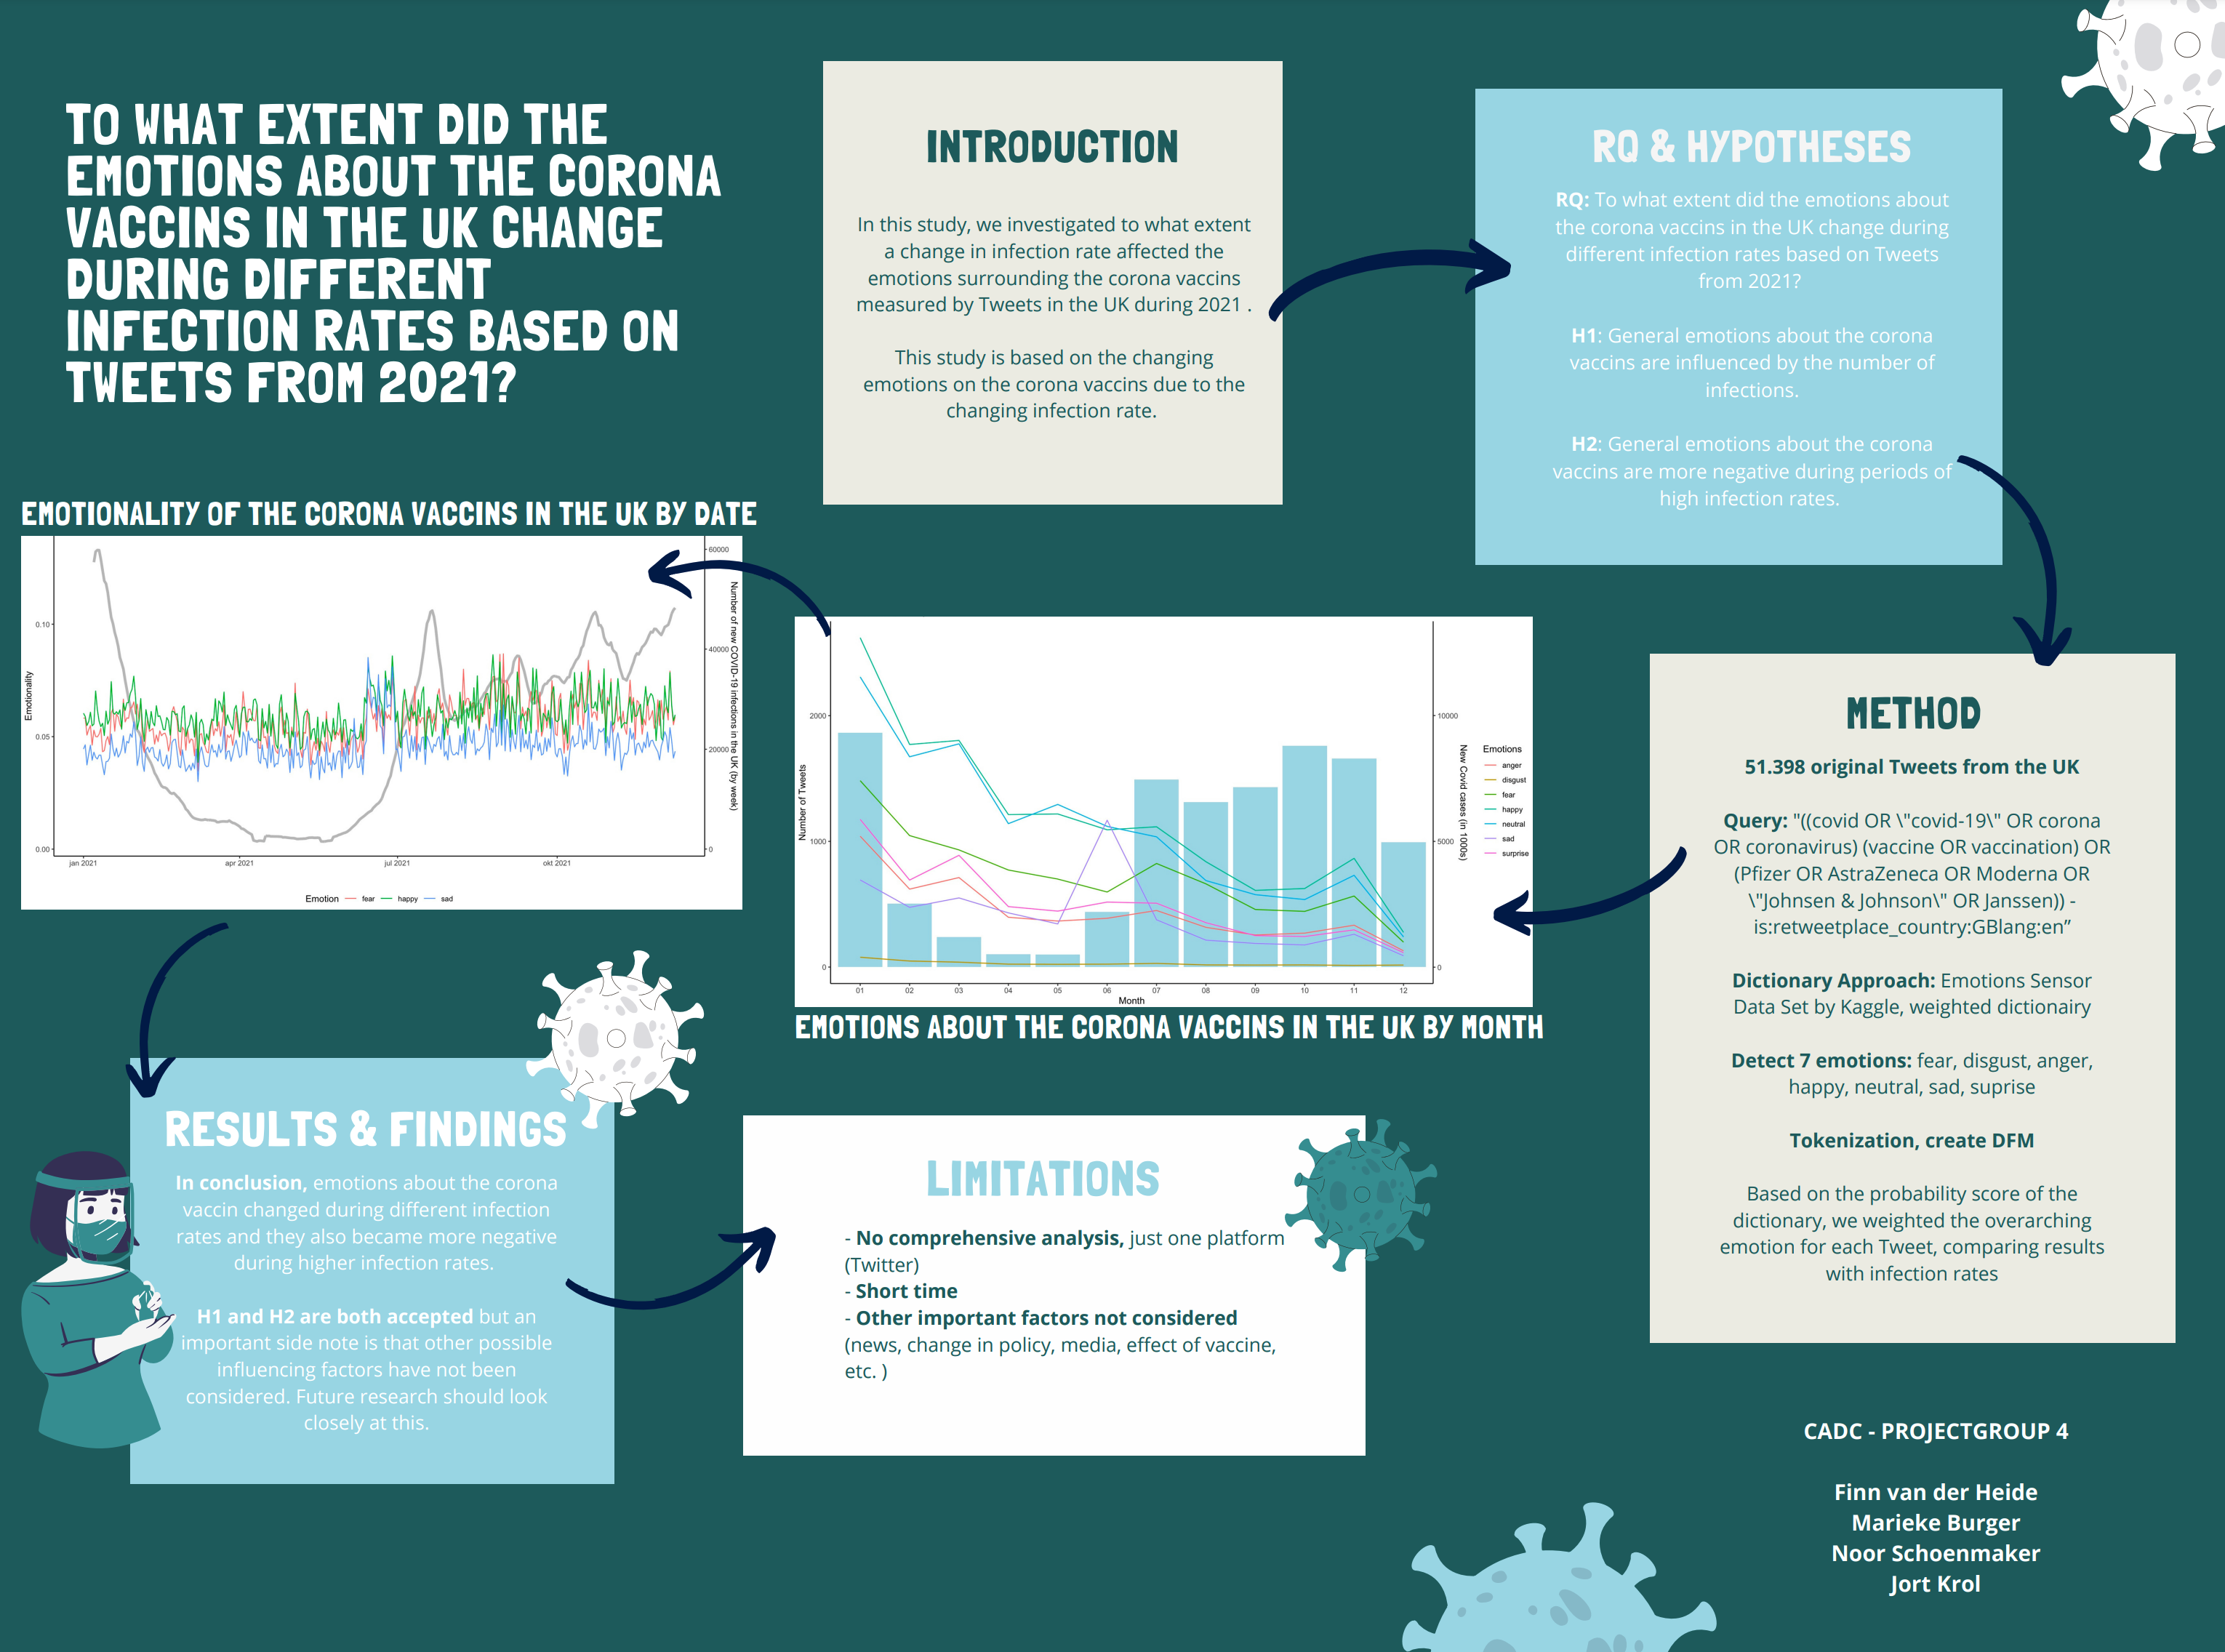 TO WHAT EXTENT DID THE
EMOTIONS ABOUT THE CORONA
VACCINS IN THE UK CHANGE
DURING DIFFERENT
INFECTION RATES BASED ON
TWEETS FROM 2021?
INTRODUCTION
In this study, we investigated to what extent
a change in infection rate affected the
emotions surrounding the corona vaccins
measured by Tweets in the UK during 2021 .
This study is based on the changing
emotions on the corona vaccins due to the
changing infection rate.
RQ & HYPOTHESES
RQ: To what extent did the emotions about
the corona vaccins in the UK change during
different infection rates based on Tweets
from 2021?
H1: General emotions about the corona
vaccins are influenced by the number of
infections.
H2: General emotions about the corona
vaccins are more negative during periods of
high infection rates.
METHOD
51.398 original Tweets from the UK
Query: "((covid OR \"covid-19\" OR corona
OR coronavirus) (vaccine OR vaccination) OR
(Pfizer OR AstraZeneca OR Moderna OR
\"Johnsen & Johnson\" OR Janssen)) -
is:retweetplace_country:GBlang:en”
Dictionary Approach: Emotions Sensor
Data Set by Kaggle, weighted dictionairy
Detect 7 emotions: fear, disgust, anger,
happy, neutral, sad, suprise
Tokenization, create DFM
Based on the probability score of the
dictionary, we weighted the overarching
emotion for each Tweet, comparing results
with infection rates
Number of Tweets
2000
1000
0
01 02 03 04 05 06 07 08 09 10 11 12
Month
10000
5000
0
New Covid cases (in 1000s)
Emotions
anger
disgust
fear
happy
neutral
sad
surprise
EMOTIONS ABOUT THE CORONA VACCINS IN THE UK BY MONTH
EMOTIONALITY OF THE CORONA VACCINS IN THE UK BY DATE
Emotionality
0.10
0.05
0.00
jan 2021 apr 2021 jul 2021 okt 2021
60000
40000
20000
0
Number of new COVID-19 infections in the UK (by week)
Emotion fear happy sad
RESULTS & FINDINGS
In conclusion, emotions about the corona
vaccin changed during different infection
rates and they also became more negative
during higher infection rates.
H1 and H2 are both accepted but an
important side note is that other possible
influencing factors have not been
considered. Future research should look
closely at this.
LIMITATIONS
- No comprehensive analysis, just one platform
(Twitter)
- Short time
- Other important factors not considered
(news, change in policy, media, effect of vaccine,
etc. )
CADC - PROJECTGROUP 4
Finn van der Heide
Marieke Burger
Noor Schoenmaker
Jort Krol